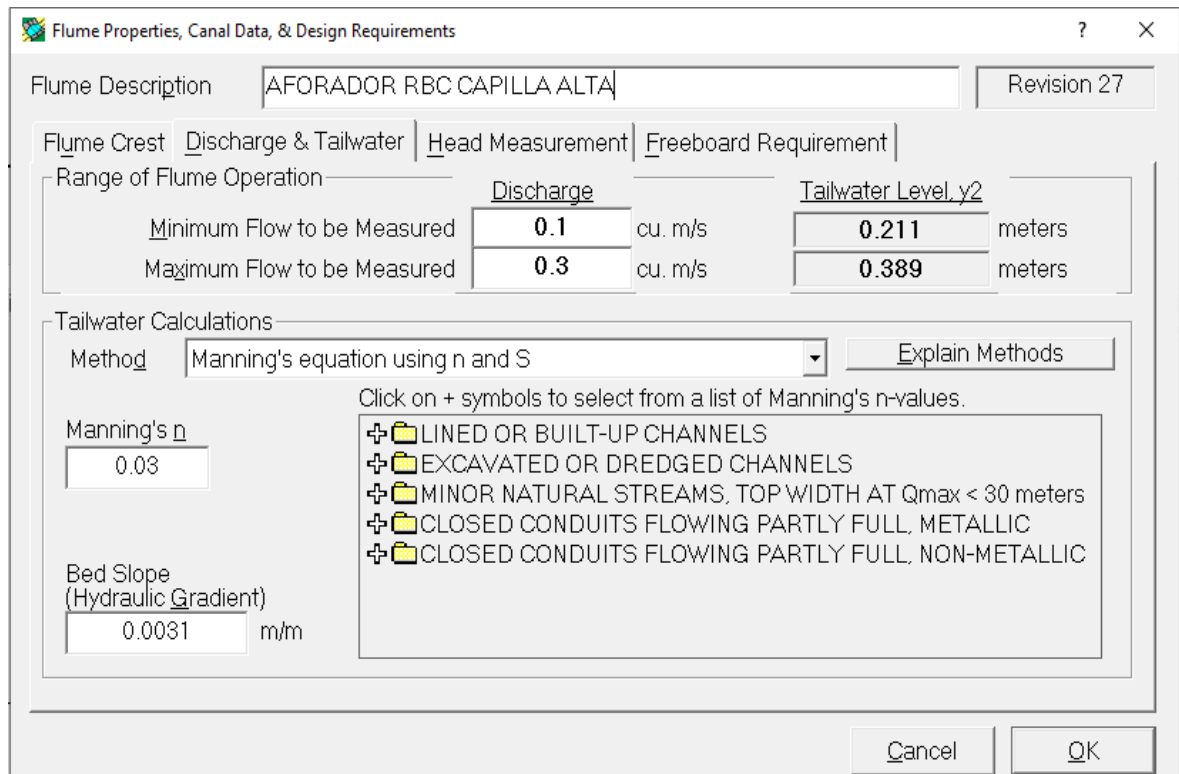 Flume Properties, Canal Data, & Design Requirements ? ×
Flume Description AFORADOR RBC CAPILLA ALTA Revision 27
Flume Crest Discharge & Tailwater Head Measurement Freeboard Requirement
Range of Flume Operation
Discharge Tailwater Level, y2
Minimum Flow to be Measured 0.1 cu. m/s 0.211 meters
Maximum Flow to be Measured 0.3 cu. m/s 0.389 meters
Tailwater Calculations
Method Manning's equation using n and S Explain Methods
Click on + symbols to select from a list of Manning's n-values.
Manning's n
0.03
LINED OR BUILT-UP CHANNELS
EXCAVATED OR DREDGED CHANNELS
MINOR NATURAL STREAMS, TOP WIDTH AT Qmax < 30 meters
CLOSED CONDUITS FLOWING PARTLY FULL, METALLIC
CLOSED CONDUITS FLOWING PARTLY FULL, NON-METALLIC
Bed Slope
(Hydraulic Gradient)
0.0031 m/m
Cancel OK